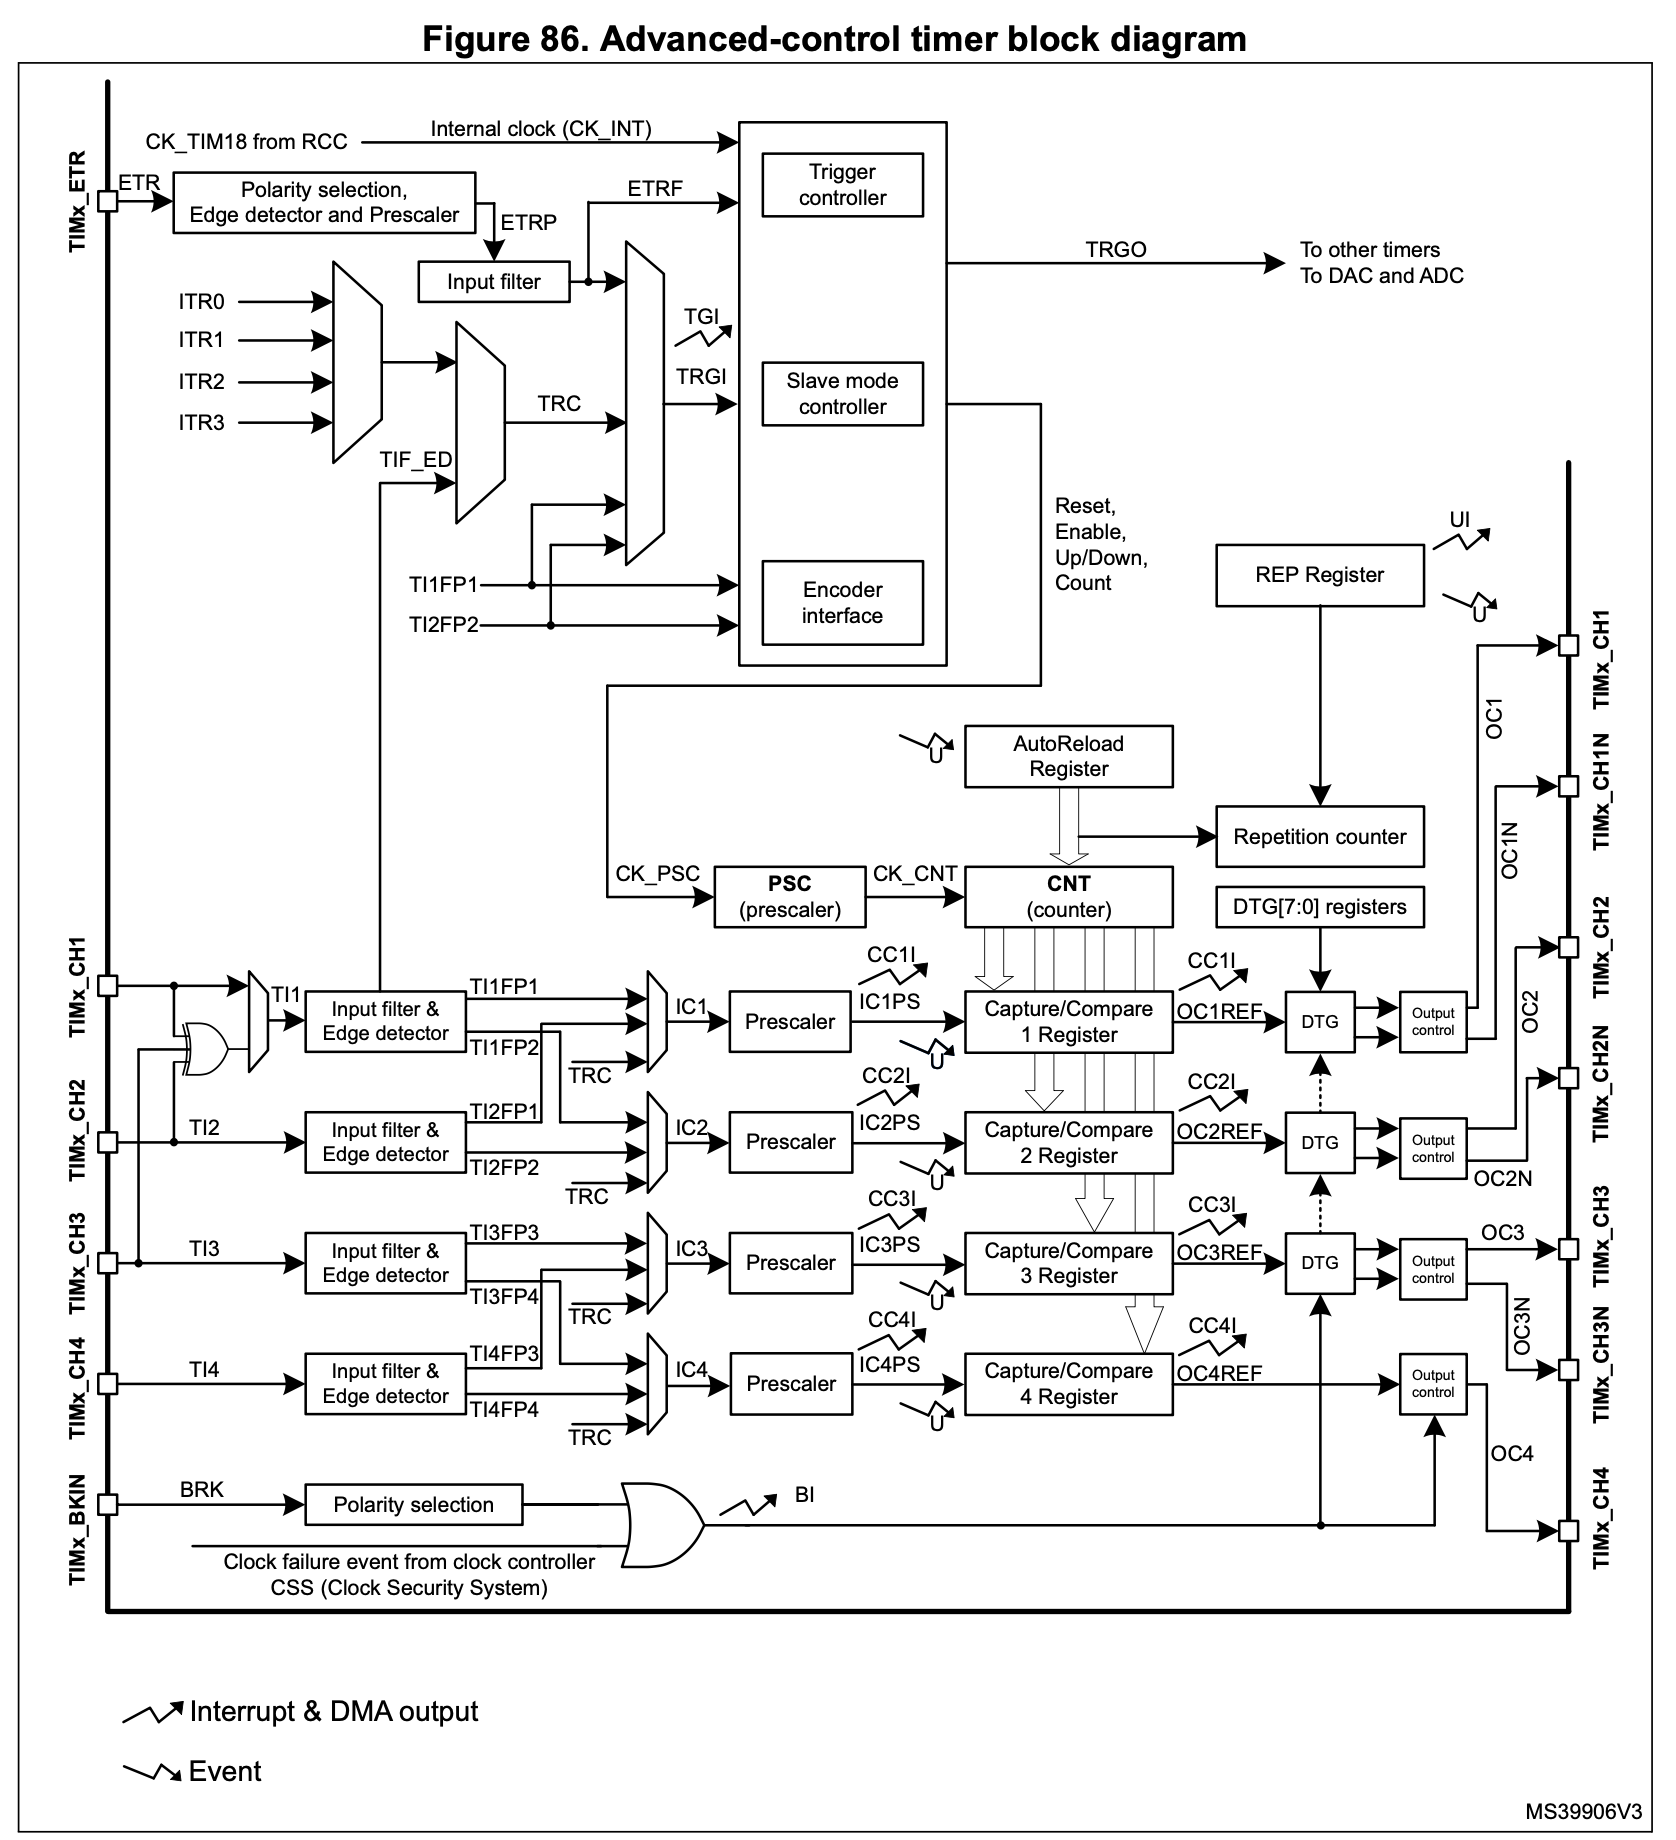 Figure 86. Advanced-control timer block diagram
CK_TIM18 from RCC
Internal clock (CK_INT)
TIMx_ETR
ETR
Polarity selection,
Edge detector and Prescaler
ETRP
ETRF
Input filter
Trigger
controller
TRGO
To other timers
To DAC and ADC
ITR0
ITR1
ITR2
ITR3
TRC
TIF_ED
TGI
TRGI
Slave mode
controller
TI1FP1
TI2FP2
Encoder
interface
Reset,
Enable,
Up/Down,
Count
UI
REP Register
U
AutoReload
Register
U
Repetition counter
CK_PSC
PSC
(prescaler)
CK_CNT
CNT
(counter)
DTG[7:0] registers
TIMx_CH1
TI1
Input filter &
Edge detector
TI1FP1
TI1FP2
TRC
IC1
Prescaler
CC1I
IC1PS
U
Capture/Compare
1 Register
CC1I
OC1REF
DTG
Output
control
OC1
TIMx_CH1
OC1N
TIMx_CH1N
TIMx_CH2
TI2
Input filter &
Edge detector
TI2FP1
TI2FP2
TRC
IC2
Prescaler
CC2I
IC2PS
U
Capture/Compare
2 Register
CC2I
OC2REF
DTG
Output
control
OC2
TIMx_CH2
OC2N
TIMx_CH2N
TIMx_CH3
TI3
Input filter &
Edge detector
TI3FP3
TI3FP4
TRC
IC3
Prescaler
CC3I
IC3PS
U
Capture/Compare
3 Register
CC3I
OC3REF
DTG
Output
control
OC3
TIMx_CH3
OC3N
TIMx_CH3N
TIMx_CH4
TI4
Input filter &
Edge detector
TI4FP3
TI4FP4
TRC
IC4
Prescaler
CC4I
IC4PS
U
Capture/Compare
4 Register
CC4I
OC4REF
Output
control
OC4
TIMx_CH4
TIMx_BKIN
BRK
Polarity selection
BI
Clock failure event from clock controller
CSS (Clock Security System)
Interrupt & DMA output
Event
MS39906V3